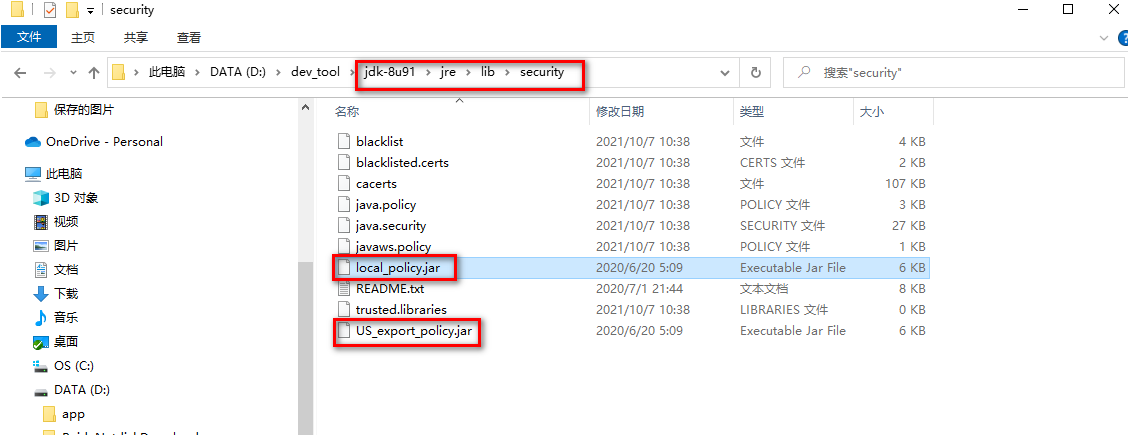 security
文件 主页 共享 查看
此电脑 DATA (D:) dev_tool jdk-8u91 jre lib security 搜索"security"
保存的图片
OneDrive - Personal
此电脑
3D 对象
视频
图片
文档
下载
音乐
桌面
OS (C:)
DATA (D:)
app
名称 修改日期 类型 大小
blacklist 2021/10/7 10:38 文件 4 KB
blacklisted.certs 2021/10/7 10:38 CERTS 文件 2 KB
cacerts 2021/10/7 10:38 文件 107 KB
java.policy 2021/10/7 10:38 POLICY 文件 3 KB
java.security 2021/10/7 10:38 SECURITY 文件 27 KB
javaws.policy 2021/10/7 10:38 POLICY 文件 1 KB
local_policy.jar 2020/6/20 5:09 Executable Jar File 6 KB
README.txt 2020/7/1 21:44 文本文档 8 KB
trusted.libraries 2021/10/7 10:38 LIBRARIES 文件 0 KB
US_export_policy.jar 2020/6/20 5:09 Executable Jar File 6 KB